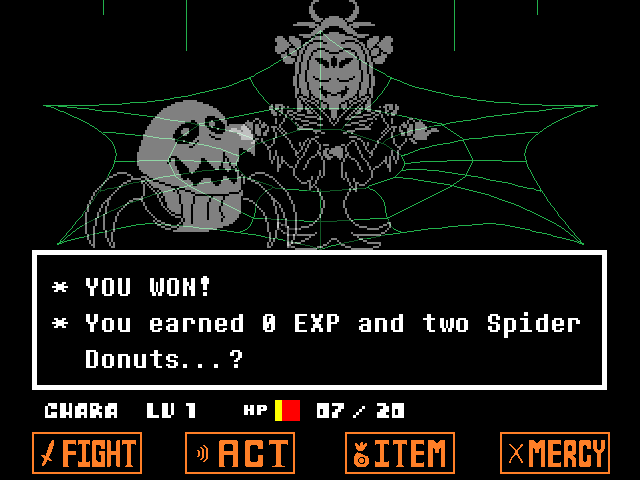 * YOU WON!
* You earned 0 EXP and two Spider
Donuts...?
CHARA LV 1 HP 07 / 20
FIGHT ACT ITEM MERCY